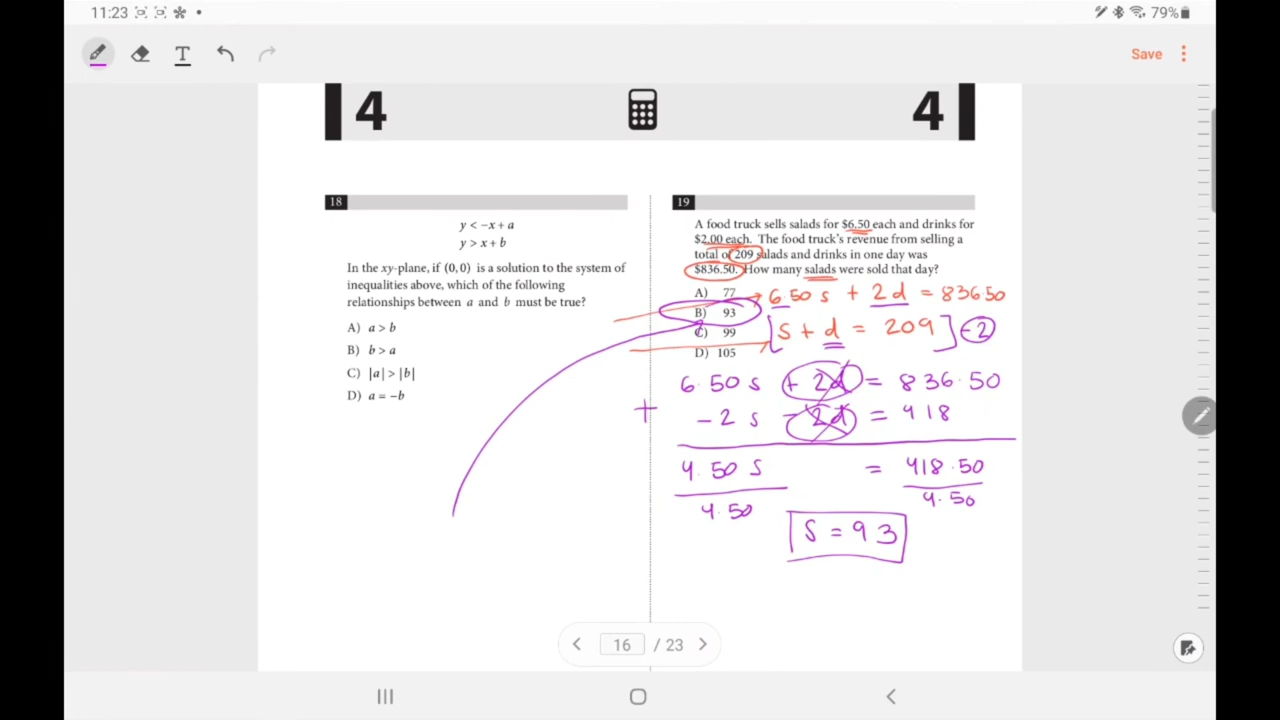 11:23
79%
T
Save
4
4
18
y < −x + a
y > x + b
In the xy-plane, if (0,0) is a solution to the system of
inequalities above, which of the following
relationships between a and b must be true?
A) a > b
B) b > a
C) |a| > |b|
D) a = −b
19
A food truck sells salads for $6.50 each and drinks for
$2.00 each. The food truck's revenue from selling a
total of 209 salads and drinks in one day was
$836.50. How many salads were sold that day?
A) 77
B) 93
C) 99
D) 105
6.50 s + 2d = 836.50
[s + d = 209] -2
6.50 s + 2d = 836.50
+ -2 s - 2d = 418
4.50 s = 418.50
4.50 4.50
s = 93
16 / 23